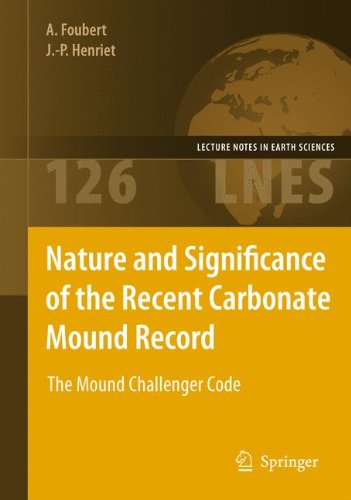 A. Foubert
J.-P. Henriet
LECTURE NOTES IN EARTH SCIENCES
126 LNES
Nature and Significance
of the Recent Carbonate
Mound Record
The Mound Challenger Code
Springer